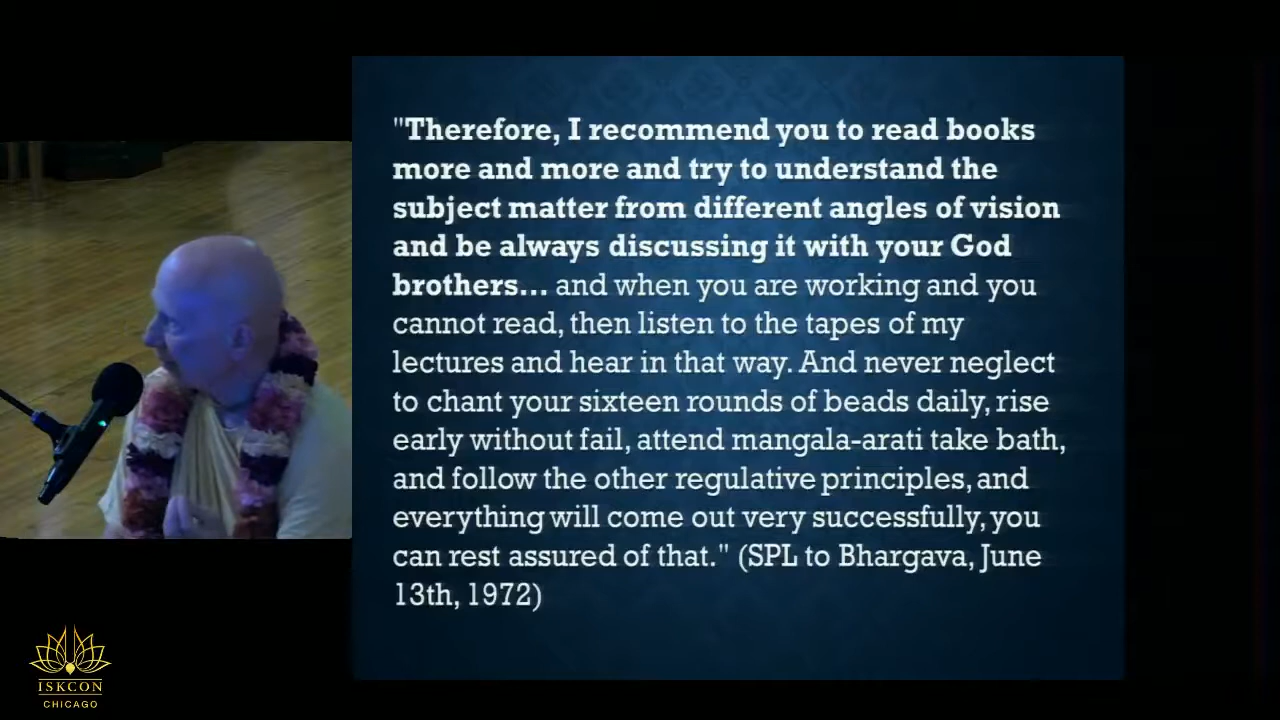 "Therefore, I recommend you to read books
more and more and try to understand the
subject matter from different angles of vision
and be always discussing it with your God
brothers... and when you are working and you
cannot read, then listen to the tapes of my
lectures and hear in that way. And never neglect
to chant your sixteen rounds of beads daily, rise
early without fail, attend mangala-arati take bath,
and follow the other regulative principles, and
everything will come out very successfully, you
can rest assured of that." (SPL to Bhargava, June
13th, 1972)
ISKCON
CHICAGO